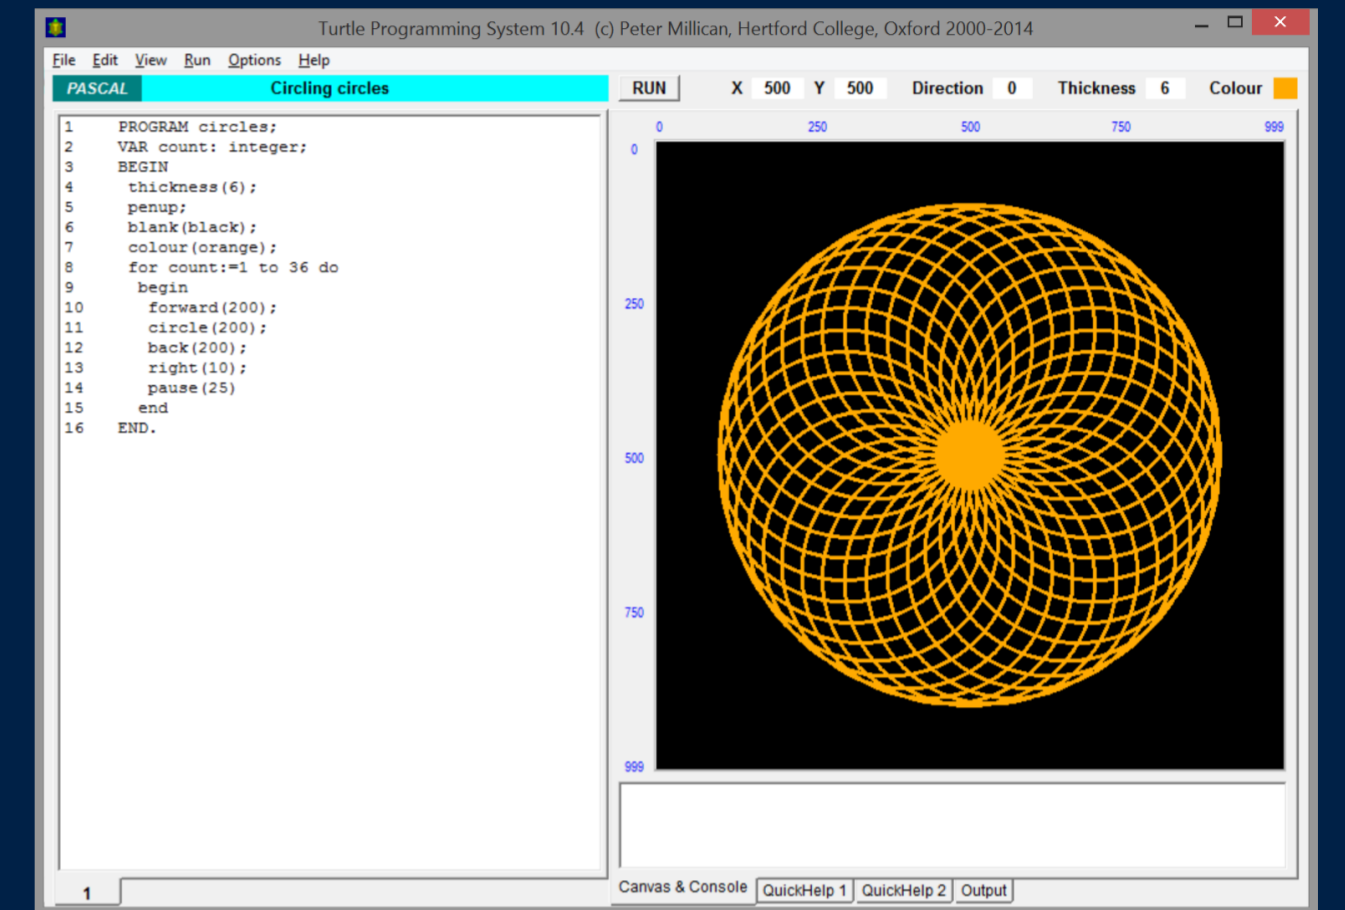 Turtle Programming System 10.4 (c) Peter Millican, Hertford College, Oxford 2000-2014
File Edit View Run Options Help
PASCAL Circling circles
RUN X 500 Y 500 Direction 0 Thickness 6 Colour
1 PROGRAM circles;
2 VAR count: integer;
3 BEGIN
4 thickness(6);
5 penup;
6 blank(black);
7 colour(orange);
8 for count:=1 to 36 do
9 begin
10 forward(200);
11 circle(200);
12 back(200);
13 right(10);
14 pause(25)
15 end
16 END.
1
0 250 500 750 999
0
250
500
750
999
Canvas & Console QuickHelp 1 QuickHelp 2 Output